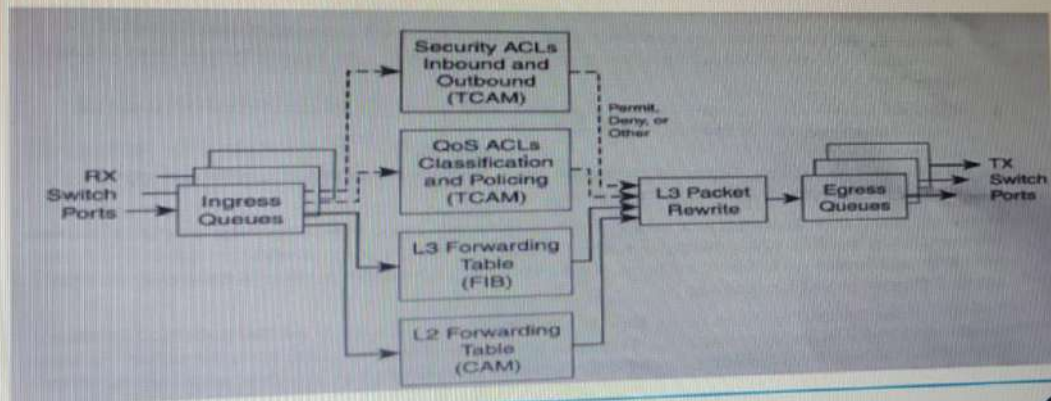 Security ACLs
Inbound and
Outbound
(TCAM)
Permit,
Deny, or
Other
QoS ACLs
Classification
and Policing
(TCAM)
RX
Switch
Ports
Ingress
Queues
L3 Forwarding
Table
(FIB)
L2 Forwarding
Table
(CAM)
L3 Packet
Rewrite
Egress
Queues
TX
Switch
Ports